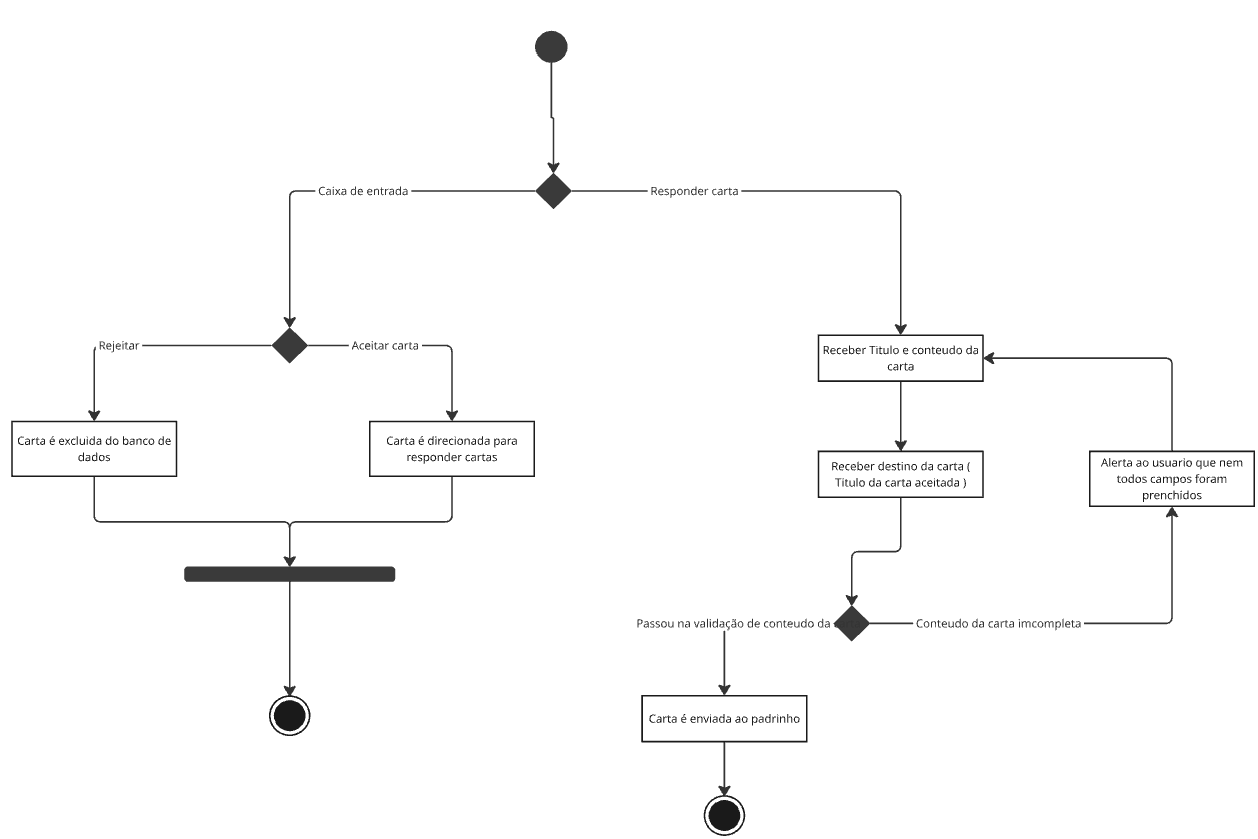 Caixa de entrada
Responder carta
Rejeitar
Aceitar carta
Receber Titulo e conteudo da
carta
Carta é excluida do banco de
dados
Carta é direcionada para
responder cartas
Receber destino da carta (
Titulo da carta aceitada )
Alerta ao usuario que nem
todos campos foram
prenchidos
Passou na validação de conteudo da
Conteudo da carta imcompleta
Carta é enviada ao padrinho